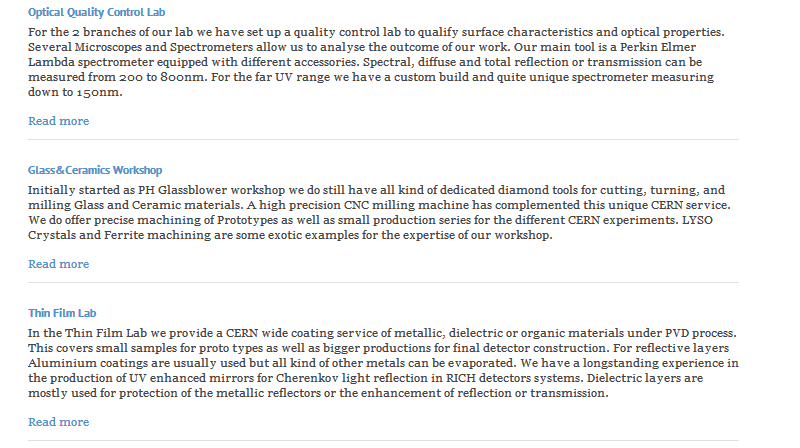 Optical Quality Control Lab
For the 2 branches of our lab we have set up a quality control lab to qualify surface characteristics and optical properties.
Several Microscopes and Spectrometers allow us to analyse the outcome of our work. Our main tool is a Perkin Elmer
Lambda spectrometer equipped with different accessories. Spectral, diffuse and total reflection or transmission can be
measured from 200 to 800nm. For the far UV range we have a custom build and quite unique spectrometer measuring
down to 150nm.
Read more
Glass&Ceramics Workshop
Initially started as PH Glassblower workshop we do still have all kind of dedicated diamond tools for cutting, turning, and
milling Glass and Ceramic materials. A high precision CNC milling machine has complemented this unique CERN service.
We do offer precise machining of Prototypes as well as small production series for the different CERN experiments. LYSO
Crystals and Ferrite machining are some exotic examples for the expertise of our workshop.
Read more
Thin Film Lab
In the Thin Film Lab we provide a CERN wide coating service of metallic, dielectric or organic materials under PVD process.
This covers small samples for proto types as well as bigger productions for final detector construction. For reflective layers
Aluminium coatings are usually used but all kind of other metals can be evaporated. We have a longstanding experience in
the production of UV enhanced mirrors for Cherenkov light reflection in RICH detectors systems. Dielectric layers are
mostly used for protection of the metallic reflectors or the enhancement of reflection or transmission.
Read more